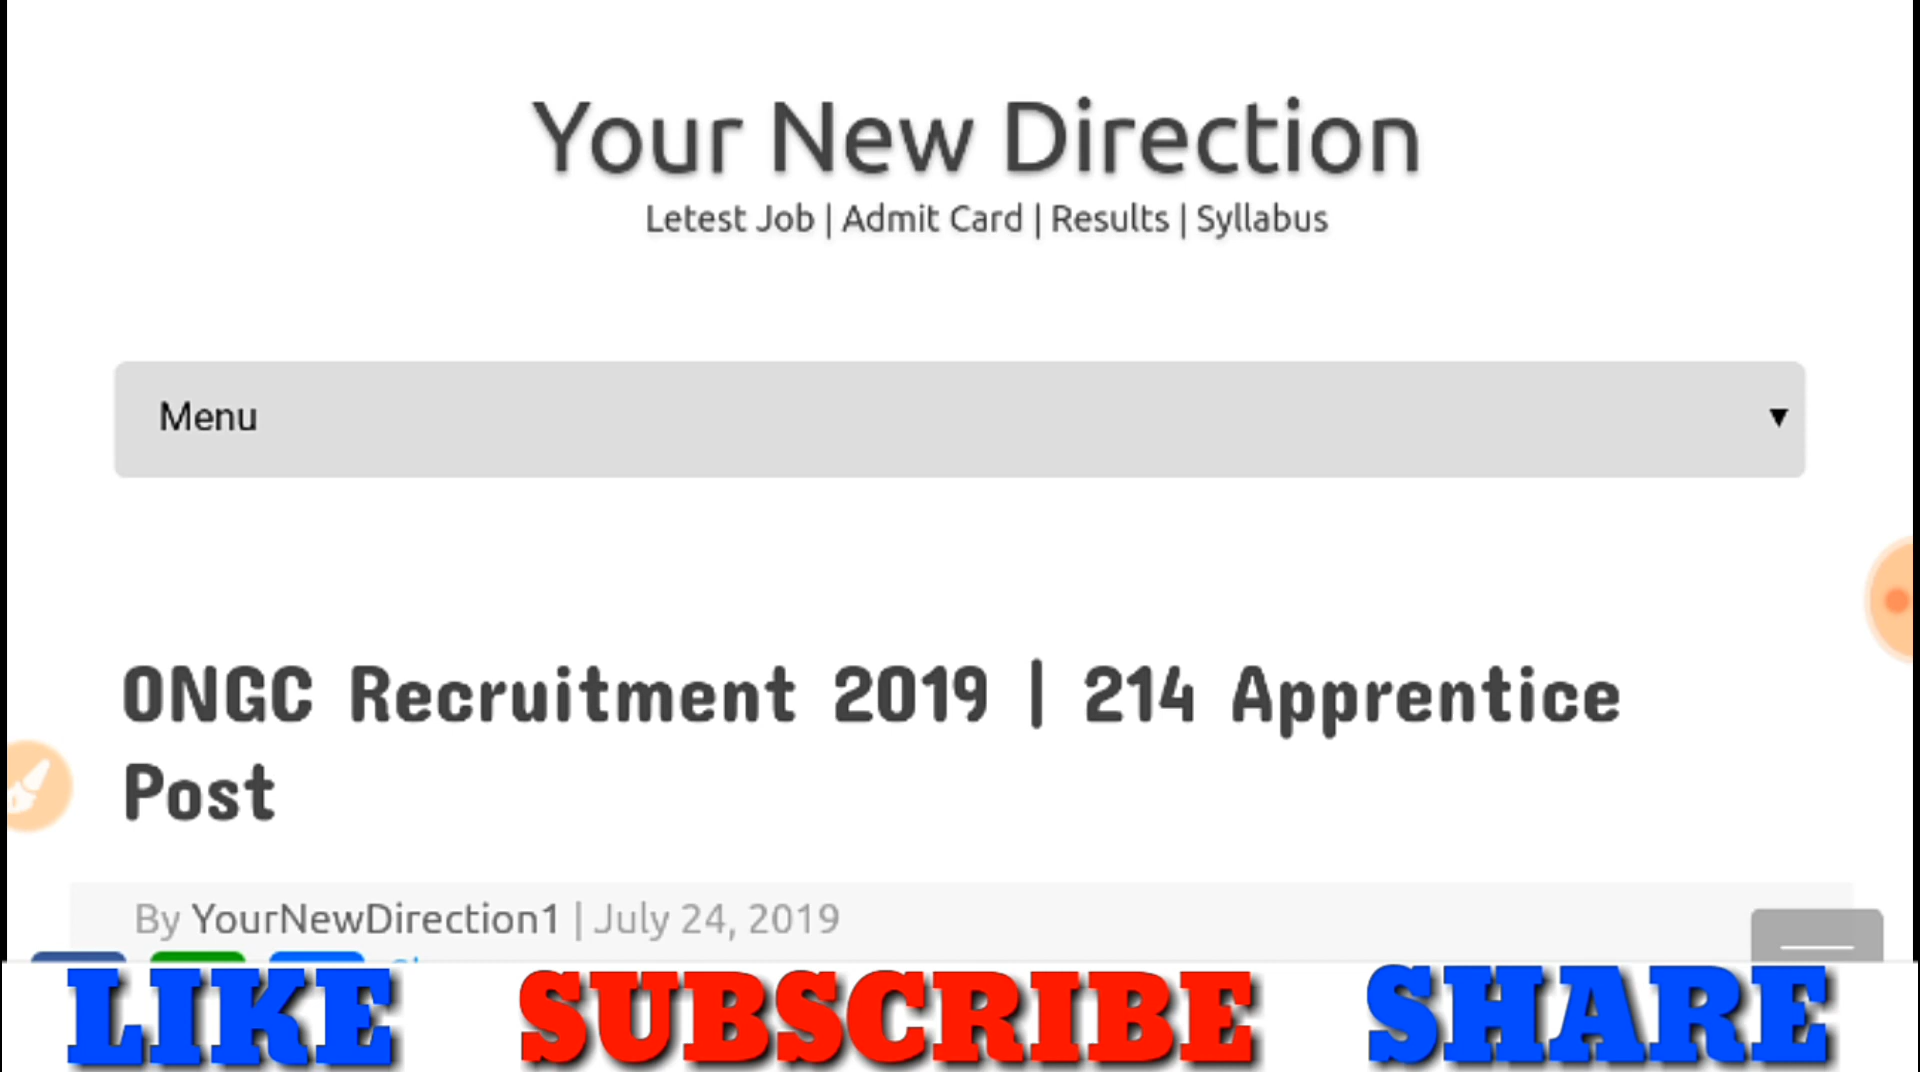 Your New Direction
Letest Job | Admit Card | Results | Syllabus
Menu
ONGC Recruitment 2019 | 214 Apprentice
Post
By YourNewDirection1 | July 24, 2019
LIKE SUBSCRIBE SHARE